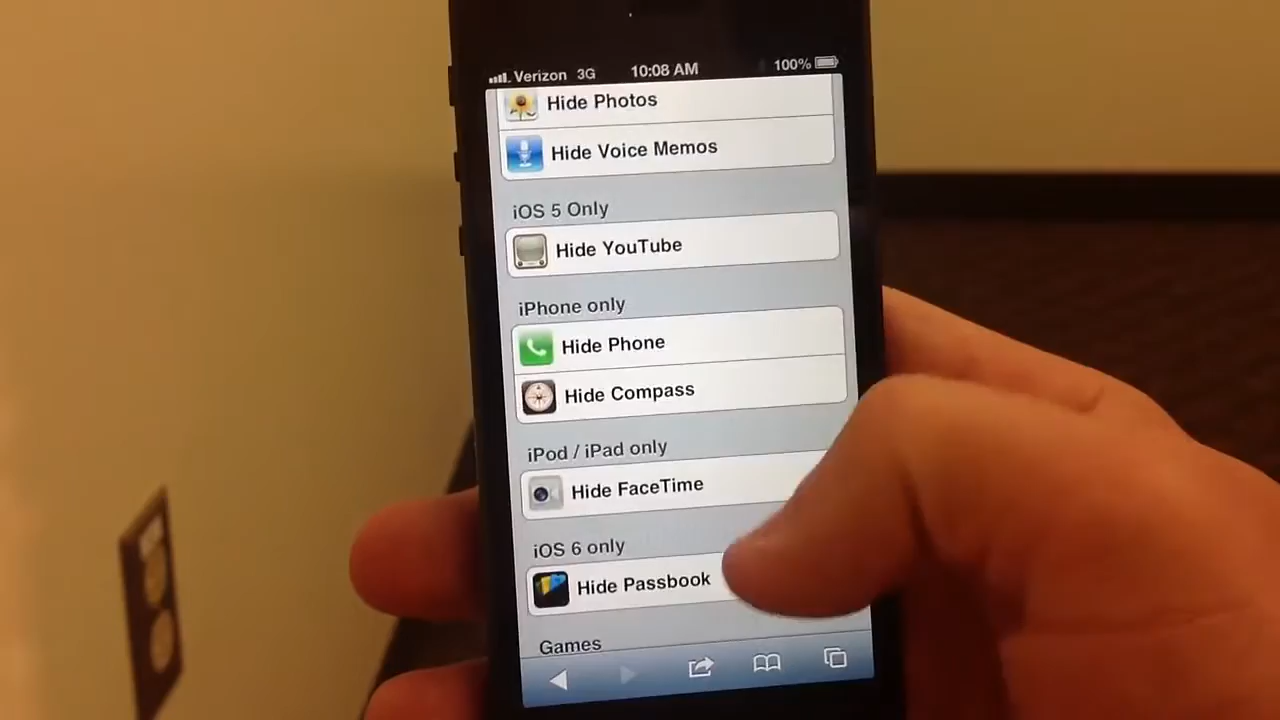 Verizon 3G 10:08 AM 100%
Hide Photos
Hide Voice Memos
iOS 5 Only
Hide YouTube
iPhone only
Hide Phone
Hide Compass
iPod / iPad only
Hide FaceTime
iOS 6 only
Hide Passbook
Games